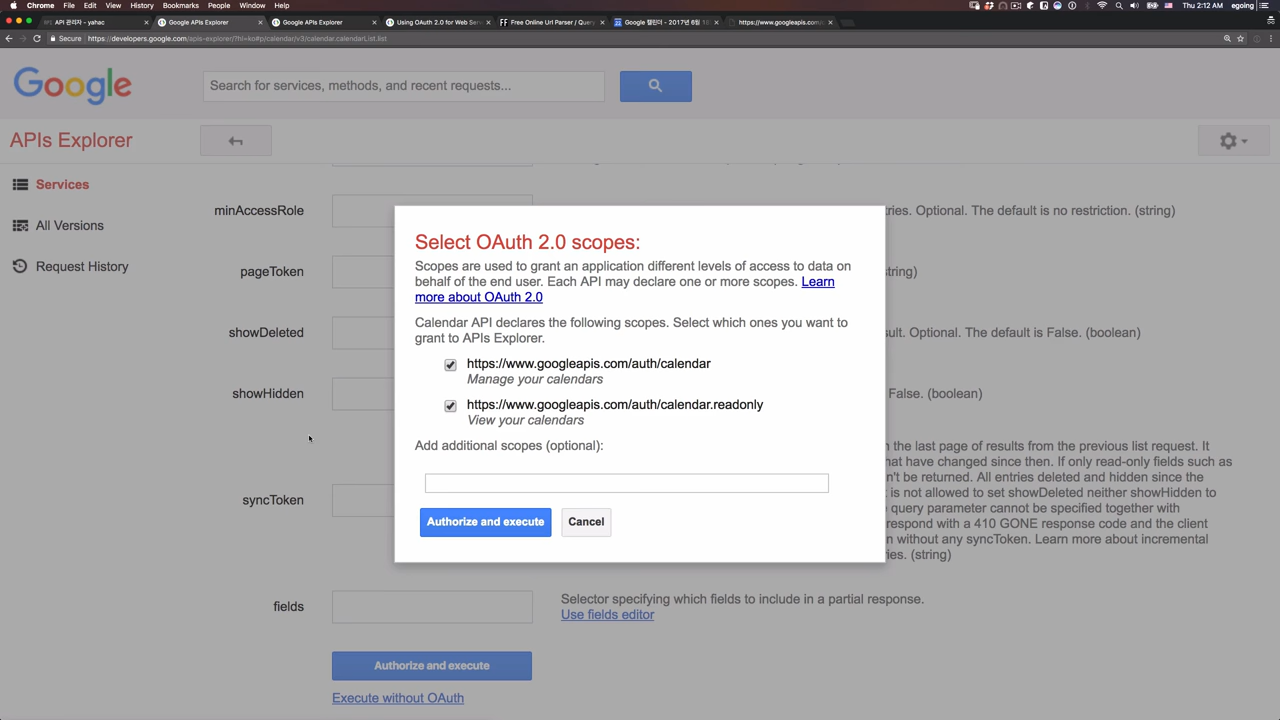 Chrome File Edit View History Bookmarks People Window Help
Thu 2:12 AM egoing
API 관리자 - yahac
Google APIs Explorer
Google APIs Explorer
Using OAuth 2.0 for Web Serv
Free Online Url Parser / Query
Google 캘린더 - 2017년 6월 18
https://www.googleapis.com
Secure https://developers.google.com/apis-explorer/?hl=ko#p/calendar/v3/calendar.calendarList.list
Google
Search for services, methods, and recent requests...
APIs Explorer
Services
All Versions
Request History
minAccessRole
ries. Optional. The default is no restriction. (string)
pageToken
string)
showDeleted
sult. Optional. The default is False. (boolean)
showHidden
False. (boolean)
syncToken
n the last page of results from the previous list request. It
hat have changed since then. If only read-only fields such as
n't be returned. All entries deleted and hidden since the
t is not allowed to set showDeleted neither showHidden to
query parameter cannot be specified together with
respond with a 410 GONE response code and the client
n without any syncToken. Learn more about incremental
ries. (string)
Select OAuth 2.0 scopes:
Scopes are used to grant an application different levels of access to data on
behalf of the end user. Each API may declare one or more scopes. Learn
more about OAuth 2.0
Calendar API declares the following scopes. Select which ones you want to
grant to APIs Explorer.
https://www.googleapis.com/auth/calendar
Manage your calendars
https://www.googleapis.com/auth/calendar.readonly
View your calendars
Add additional scopes (optional):
Authorize and execute
Cancel
fields
Selector specifying which fields to include in a partial response.
Use fields editor
Authorize and execute
Execute without OAuth